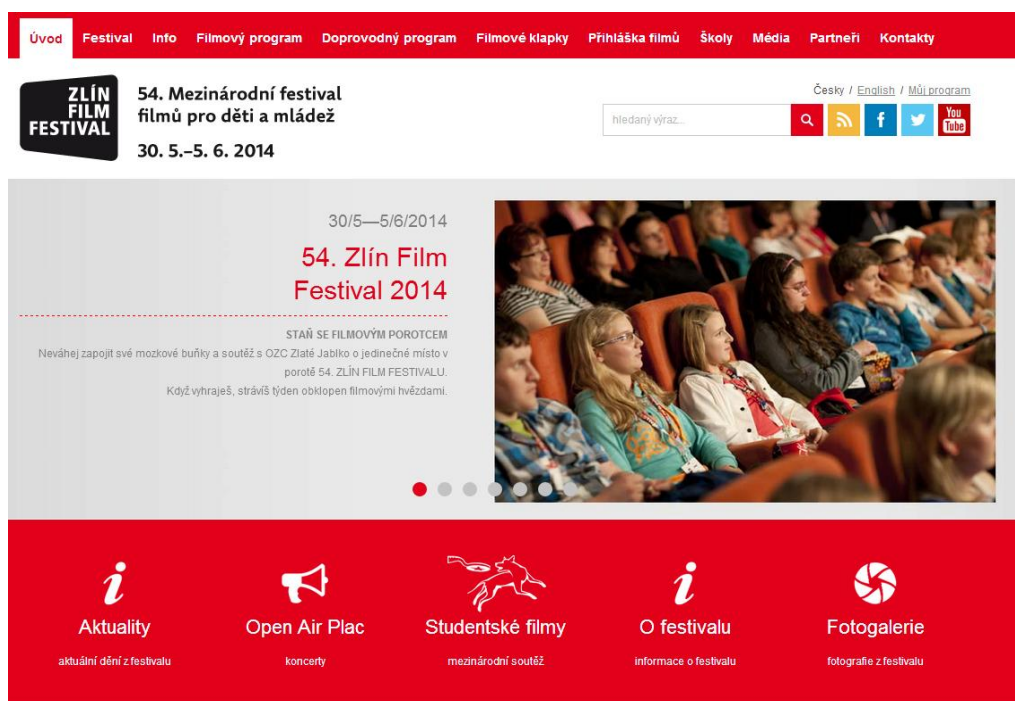 Úvod Festival Info Filmový program Doprovodný program Filmové klapky Přihláška filmů Školy Média Partneři Kontakty
ZLÍN
FILM
FESTIVAL
54. Mezinárodní festival
filmů pro děti a mládež
30. 5.–5. 6. 2014
Česky / English / Můj program
hledaný výraz...
f
You
Tube
30/5—5/6/2014
54. Zlín Film
Festival 2014
STAŇ SE FILMOVÝM POROTCEM
Neváhej zapojit své mozkové buňky a soutěž s OZC Zlaté Jablko o jedinečné místo v
porotě 54. ZLÍN FILM FESTIVALU.
Když vyhraješ, strávíš týden obklopen filmovými hvězdami.
i i
Aktuality Open Air Plac Studentské filmy O festivalu Fotogalerie
aktuální dění z festivalu koncerty mezinárodní soutěž informace o festivalu fotografie z festivalu